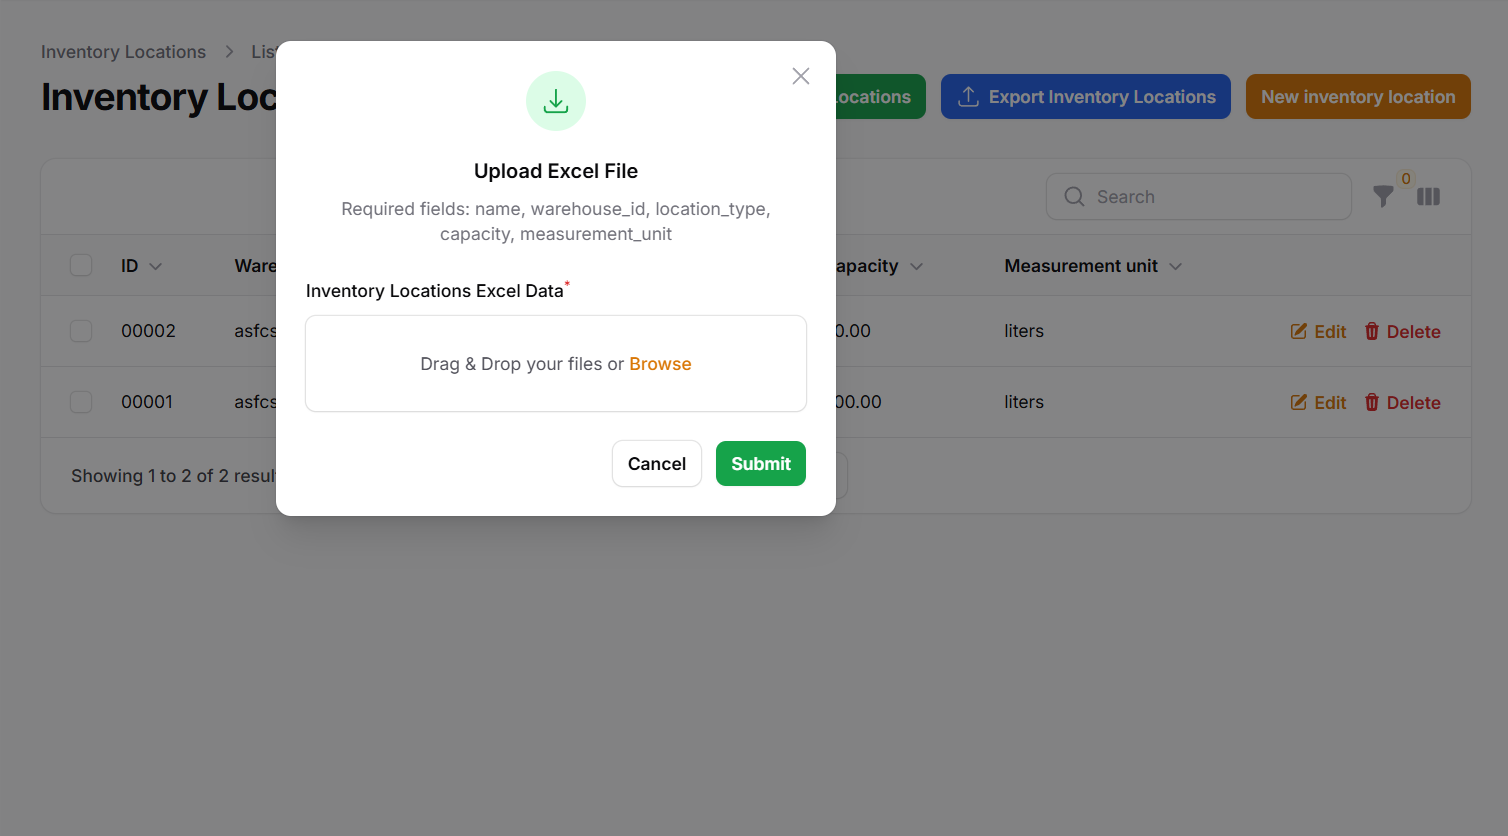 Inventory Locations > Lis
Inventory Loc
ocations
Export Inventory Locations
New inventory location
Upload Excel File
Required fields: name, warehouse_id, location_type,
capacity, measurement_unit
Inventory Locations Excel Data*
Drag & Drop your files or Browse
Cancel
Submit
Search
0
ID
Ware
apacity
Measurement unit
00002
asfcs
0.00
liters
Edit
Delete
00001
asfcs
00.00
liters
Edit
Delete
Showing 1 to 2 of 2 resul